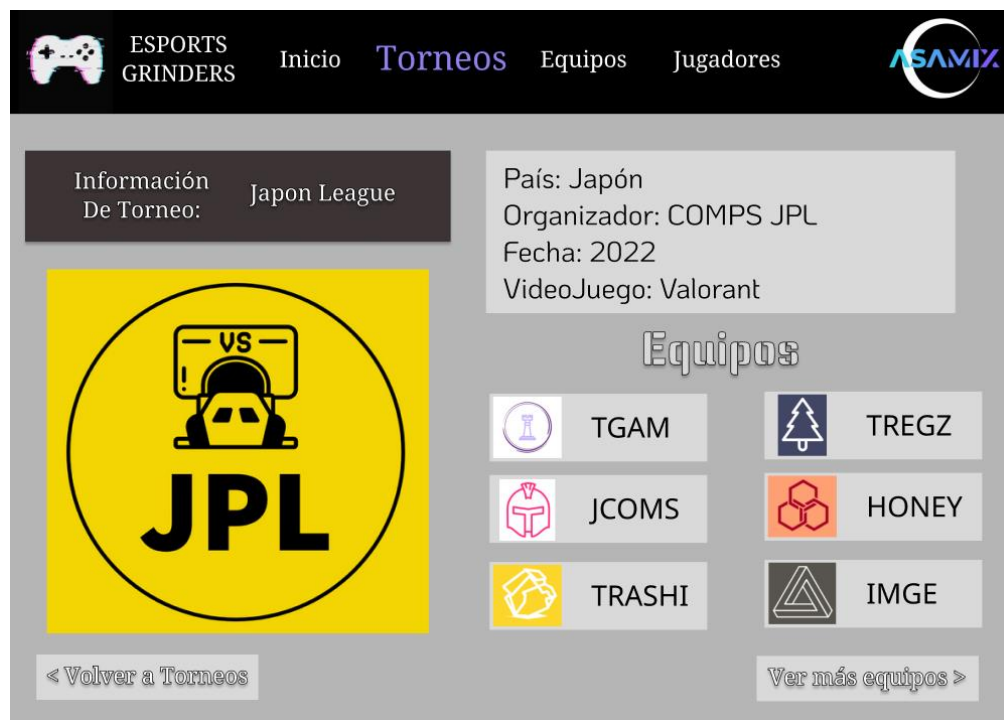 ESPORTS
GRINDERS
Inicio
Torneos
Equipos
Jugadores
ASAMIX
Información
De Torneo:
Japon League
País: Japón
Organizador: COMPS JPL
Fecha: 2022
VideoJuego: Valorant
VS
JPL
Equipos
TGAM
TREGZ
JCOMS
HONEY
TRASHI
IMGE
< Volver a Torneos
Ver más equipos >